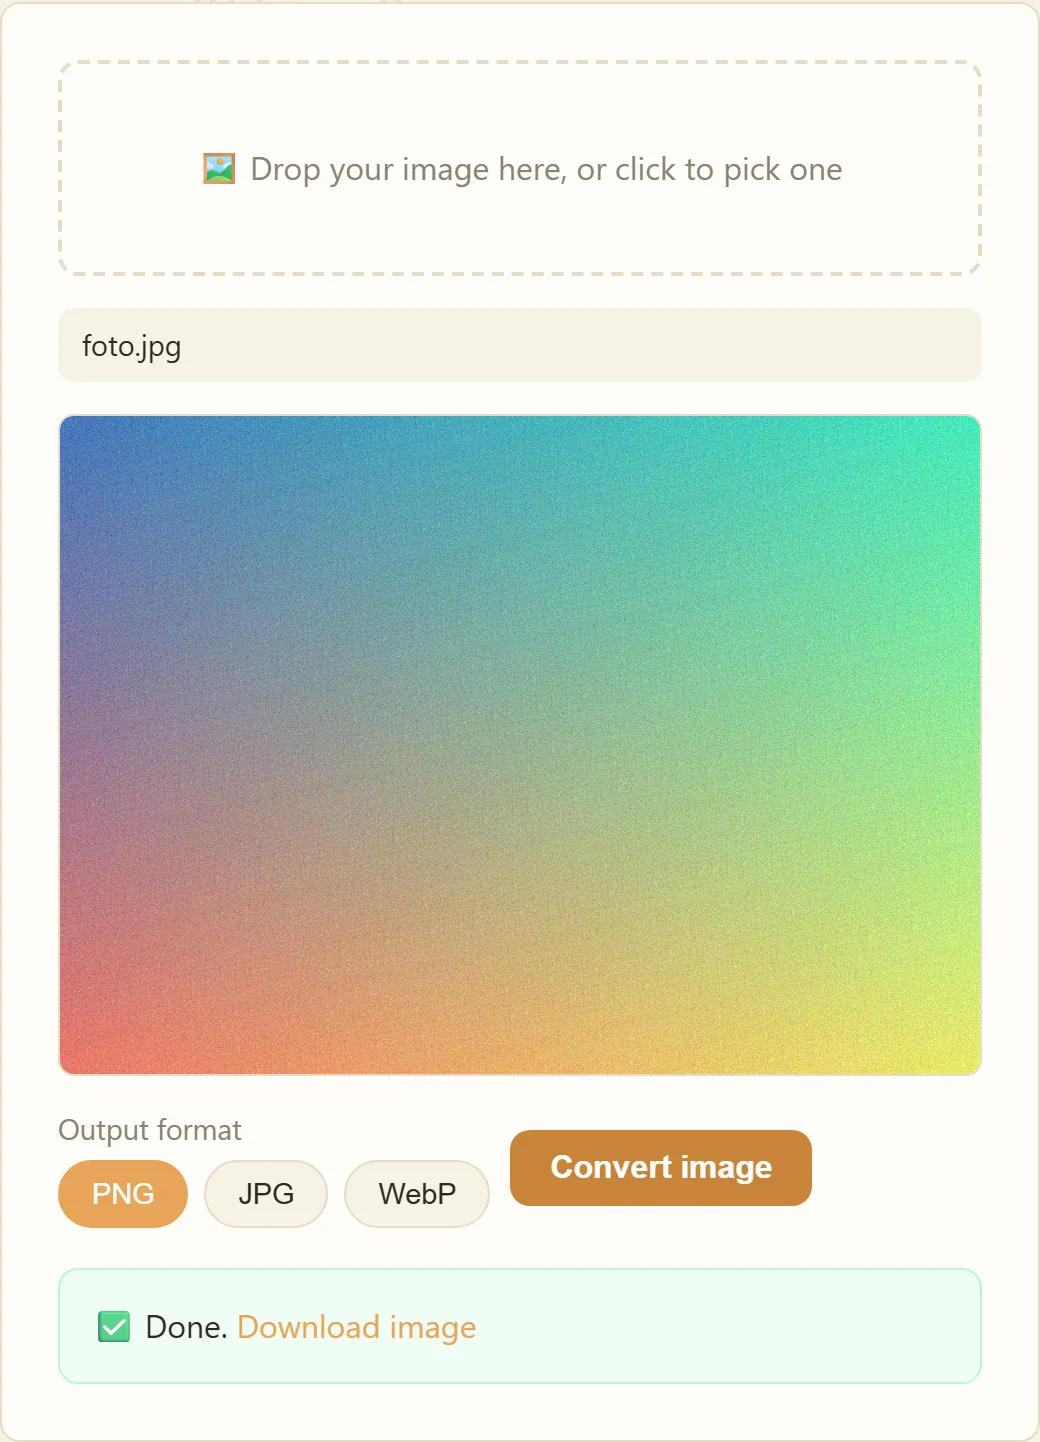 Drop your image here, or click to pick one
foto.jpg
Output format
PNG
JPG
WebP
Convert image
Done. Download image